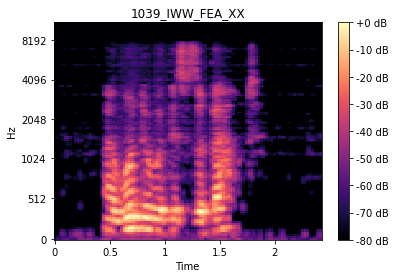 1039_IWW_FEA_XX
8192
4096
2048
1024
512
0
Hz
0
0.5
1
1.5
2
Time
+0 dB
-10 dB
-20 dB
-30 dB
-40 dB
-50 dB
-60 dB
-70 dB
-80 dB